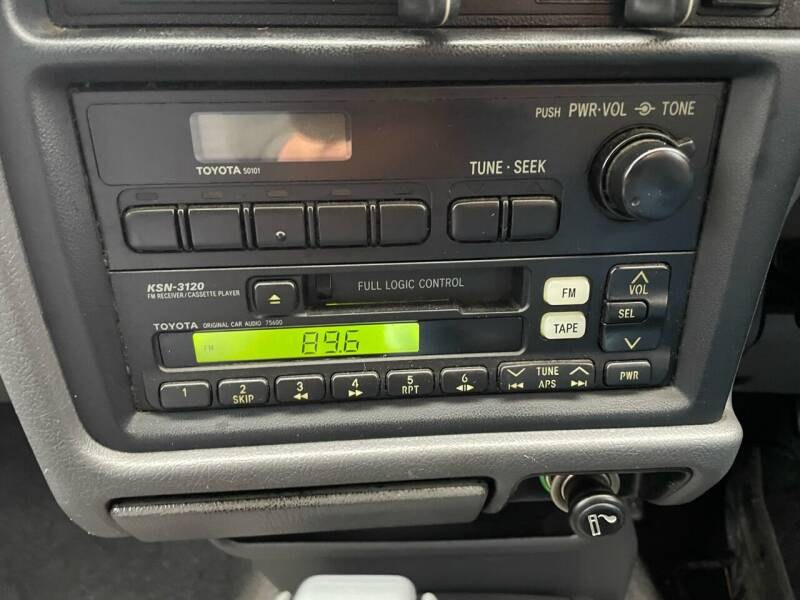 PUSH PWR·VOL TONE
TOYOTA 50101
TUNE · SEEK
KSN-3120
FM RECEIVER/CASSETTE PLAYER
FULL LOGIC CONTROL
FM
VOL
SEL
TAPE
TOYOTA ORIGINAL CAR AUDIO 75600
FM 89.6
1
2 SKIP
3
4
5 RPT
6
TUNE
APS
PWR